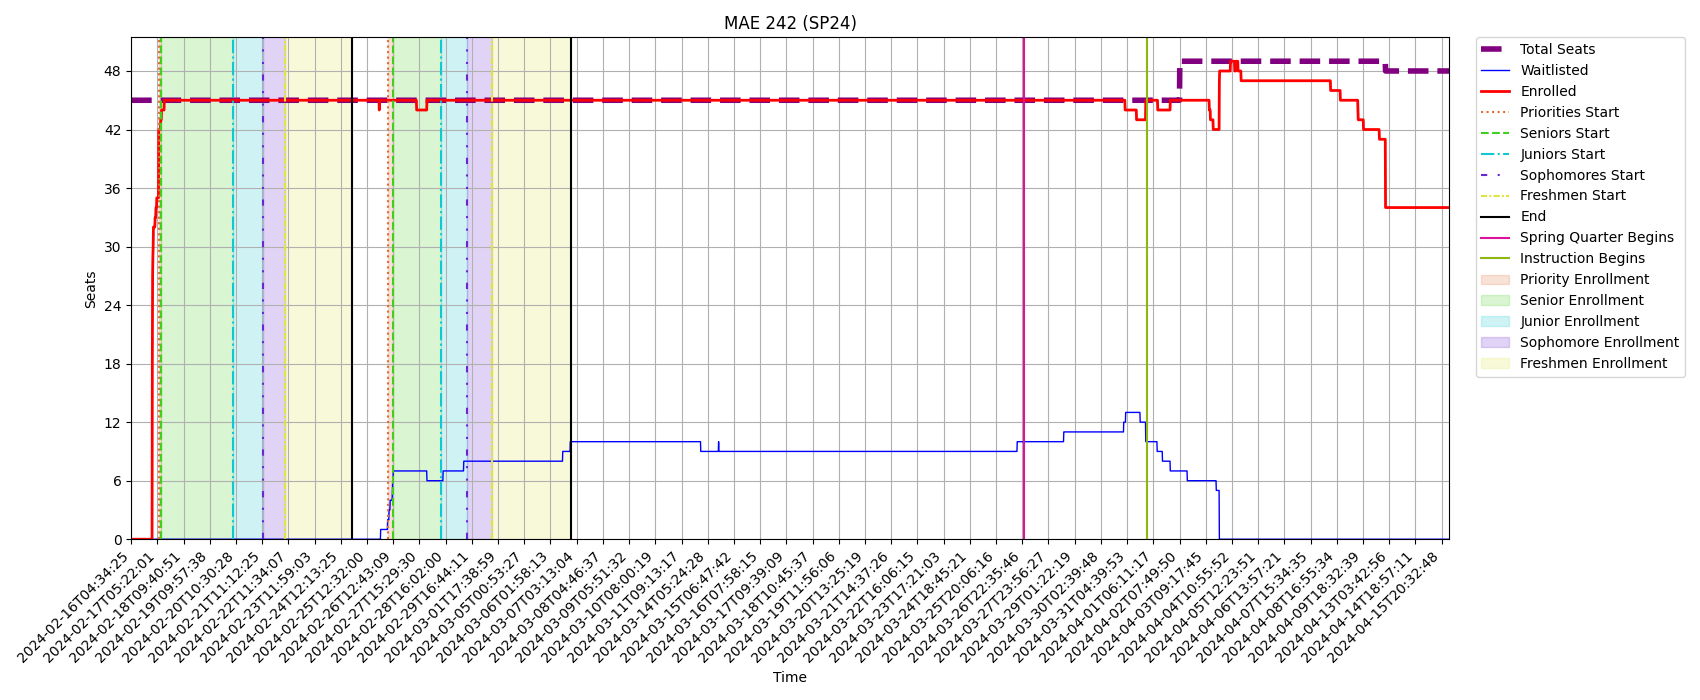 MAE 242 (SP24)
Seats
48
42
36
30
24
18
12
6
0
2024-02-16T04:34:25
2024-02-17T05:22:01
2024-02-18T09:40:51
2024-02-19T09:57:38
2024-02-20T10:30:28
2024-02-21T11:12:25
2024-02-22T11:34:07
2024-02-23T11:59:03
2024-02-24T12:13:25
2024-02-25T12:32:00
2024-02-26T12:43:09
2024-02-27T15:29:30
2024-02-28T16:02:00
2024-02-29T16:44:11
2024-03-01T17:38:59
2024-03-05T00:53:27
2024-03-06T01:58:13
2024-03-07T03:13:04
2024-03-08T04:46:37
2024-03-09T05:51:32
2024-03-10T08:00:19
2024-03-11T09:13:17
2024-03-14T05:24:28
2024-03-15T06:47:42
2024-03-16T07:58:15
2024-03-17T09:39:09
2024-03-18T10:45:37
2024-03-19T11:56:06
2024-03-20T13:25:19
2024-03-21T14:37:26
2024-03-22T16:06:15
2024-03-23T17:21:03
2024-03-24T18:45:21
2024-03-25T20:06:16
2024-03-26T22:35:46
2024-03-27T23:56:27
2024-03-29T01:22:19
2024-03-30T02:39:48
2024-03-31T04:39:53
2024-04-01T06:11:17
2024-04-02T07:49:50
2024-04-03T09:17:45
2024-04-04T10:55:52
2024-04-05T12:23:51
2024-04-06T13:57:21
2024-04-07T15:34:35
2024-04-08T16:55:34
2024-04-09T18:32:39
2024-04-13T03:42:56
2024-04-14T18:57:11
2024-04-15T20:32:48
Time
Total Seats
Waitlisted
Enrolled
Priorities Start
Seniors Start
Juniors Start
Sophomores Start
Freshmen Start
End
Spring Quarter Begins
Instruction Begins
Priority Enrollment
Senior Enrollment
Junior Enrollment
Sophomore Enrollment
Freshmen Enrollment